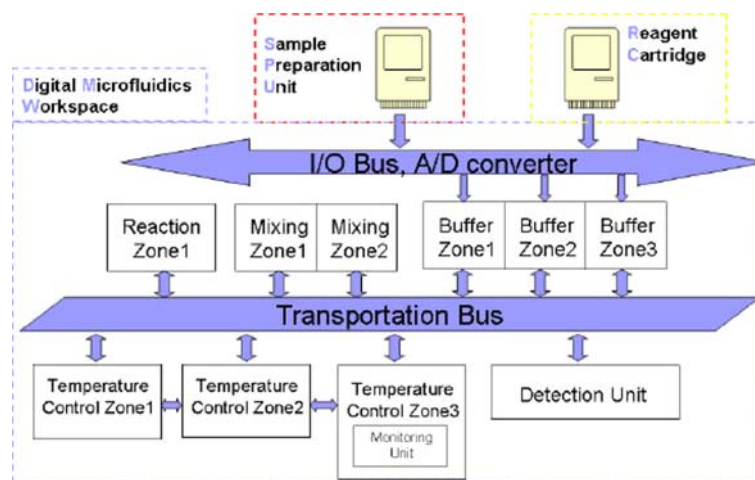 Sample
Preparation
Unit
Reagent
Cartridge
Digital Microfluidics
Workspace
I/O Bus, A/D converter
Reaction
Zone1
Mixing
Zone1
Mixing
Zone2
Buffer
Zone1
Buffer
Zone2
Buffer
Zone3
Transportation Bus
Temperature
Control Zone1
Temperature
Control Zone2
Temperature
Control Zone3
Monitoring
Unit
Detection Unit